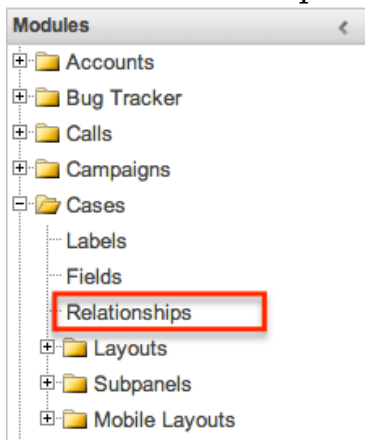 Modules
Accounts
Bug Tracker
Calls
Campaigns
Cases
Labels
Fields
Relationships
Layouts
Subpanels
Mobile Layouts